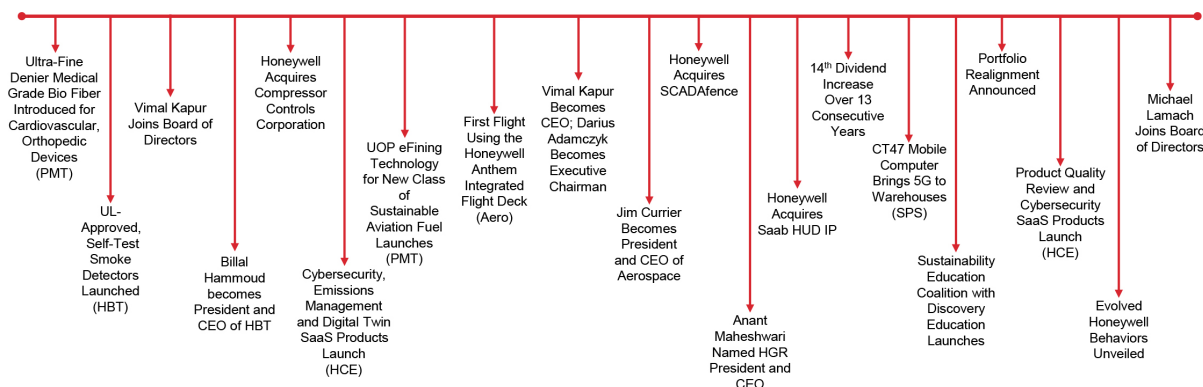 Ultra-Fine
Denier Medical
Grade Bio Fiber
Introduced for
Cardiovascular,
Orthopedic
Devices
(PMT)
UL-
Approved,
Self-Test
Smoke
Detectors
Launched
(HBT)
Vimal Kapur
Joins Board of
Directors
Billal
Hammoud
becomes
President and
CEO of HBT
Honeywell
Acquires
Compressor
Controls
Corporation
Cybersecurity,
Emissions
Management
and Digital Twin
SaaS Products
Launch
(HCE)
UOP eFining
Technology
for New Class
of
Sustainable
Aviation Fuel
Launches
(PMT)
First Flight
Using the
Honeywell
Anthem
Integrated
Flight Deck
(Aero)
Vimal Kapur
Becomes
CEO; Darius
Adamczyk
Becomes
Executive
Chairman
Jim Currier
Becomes
President
and CEO of
Aerospace
Honeywell
Acquires
SCADAfence
Anant
Maheshwari
Named HGR
President and
CEO
Honeywell
Acquires
Saab HUD IP
14th Dividend
Increase
Over 13
Consecutive
Years
CT47 Mobile
Computer
Brings 5G to
Warehouses
(SPS)
Sustainability
Education
Coalition with
Discovery
Education
Launches
Portfolio
Realignment
Announced
Product Quality
Review and
Cybersecurity
SaaS Products
Launch
(HCE)
Evolved
Honeywell
Behaviors
Unveiled
Michael
Lamach
Joins Board
of Directors